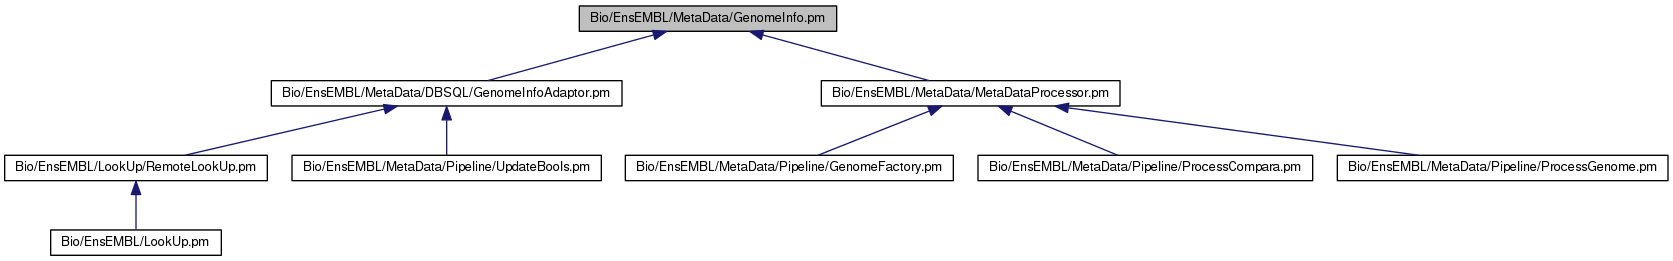 Bio/EnsEMBL/MetaData/GenomeInfo.pm
Bio/EnsEMBL/MetaData/DBSQL/GenomeInfoAdaptor.pm
Bio/EnsEMBL/MetaData/MetaDataProcessor.pm
Bio/EnsEMBL/LookUp/RemoteLookUp.pm
Bio/EnsEMBL/MetaData/Pipeline/UpdateBools.pm
Bio/EnsEMBL/MetaData/Pipeline/GenomeFactory.pm
Bio/EnsEMBL/MetaData/Pipeline/ProcessCompara.pm
Bio/EnsEMBL/MetaData/Pipeline/ProcessGenome.pm
Bio/EnsEMBL/LookUp.pm